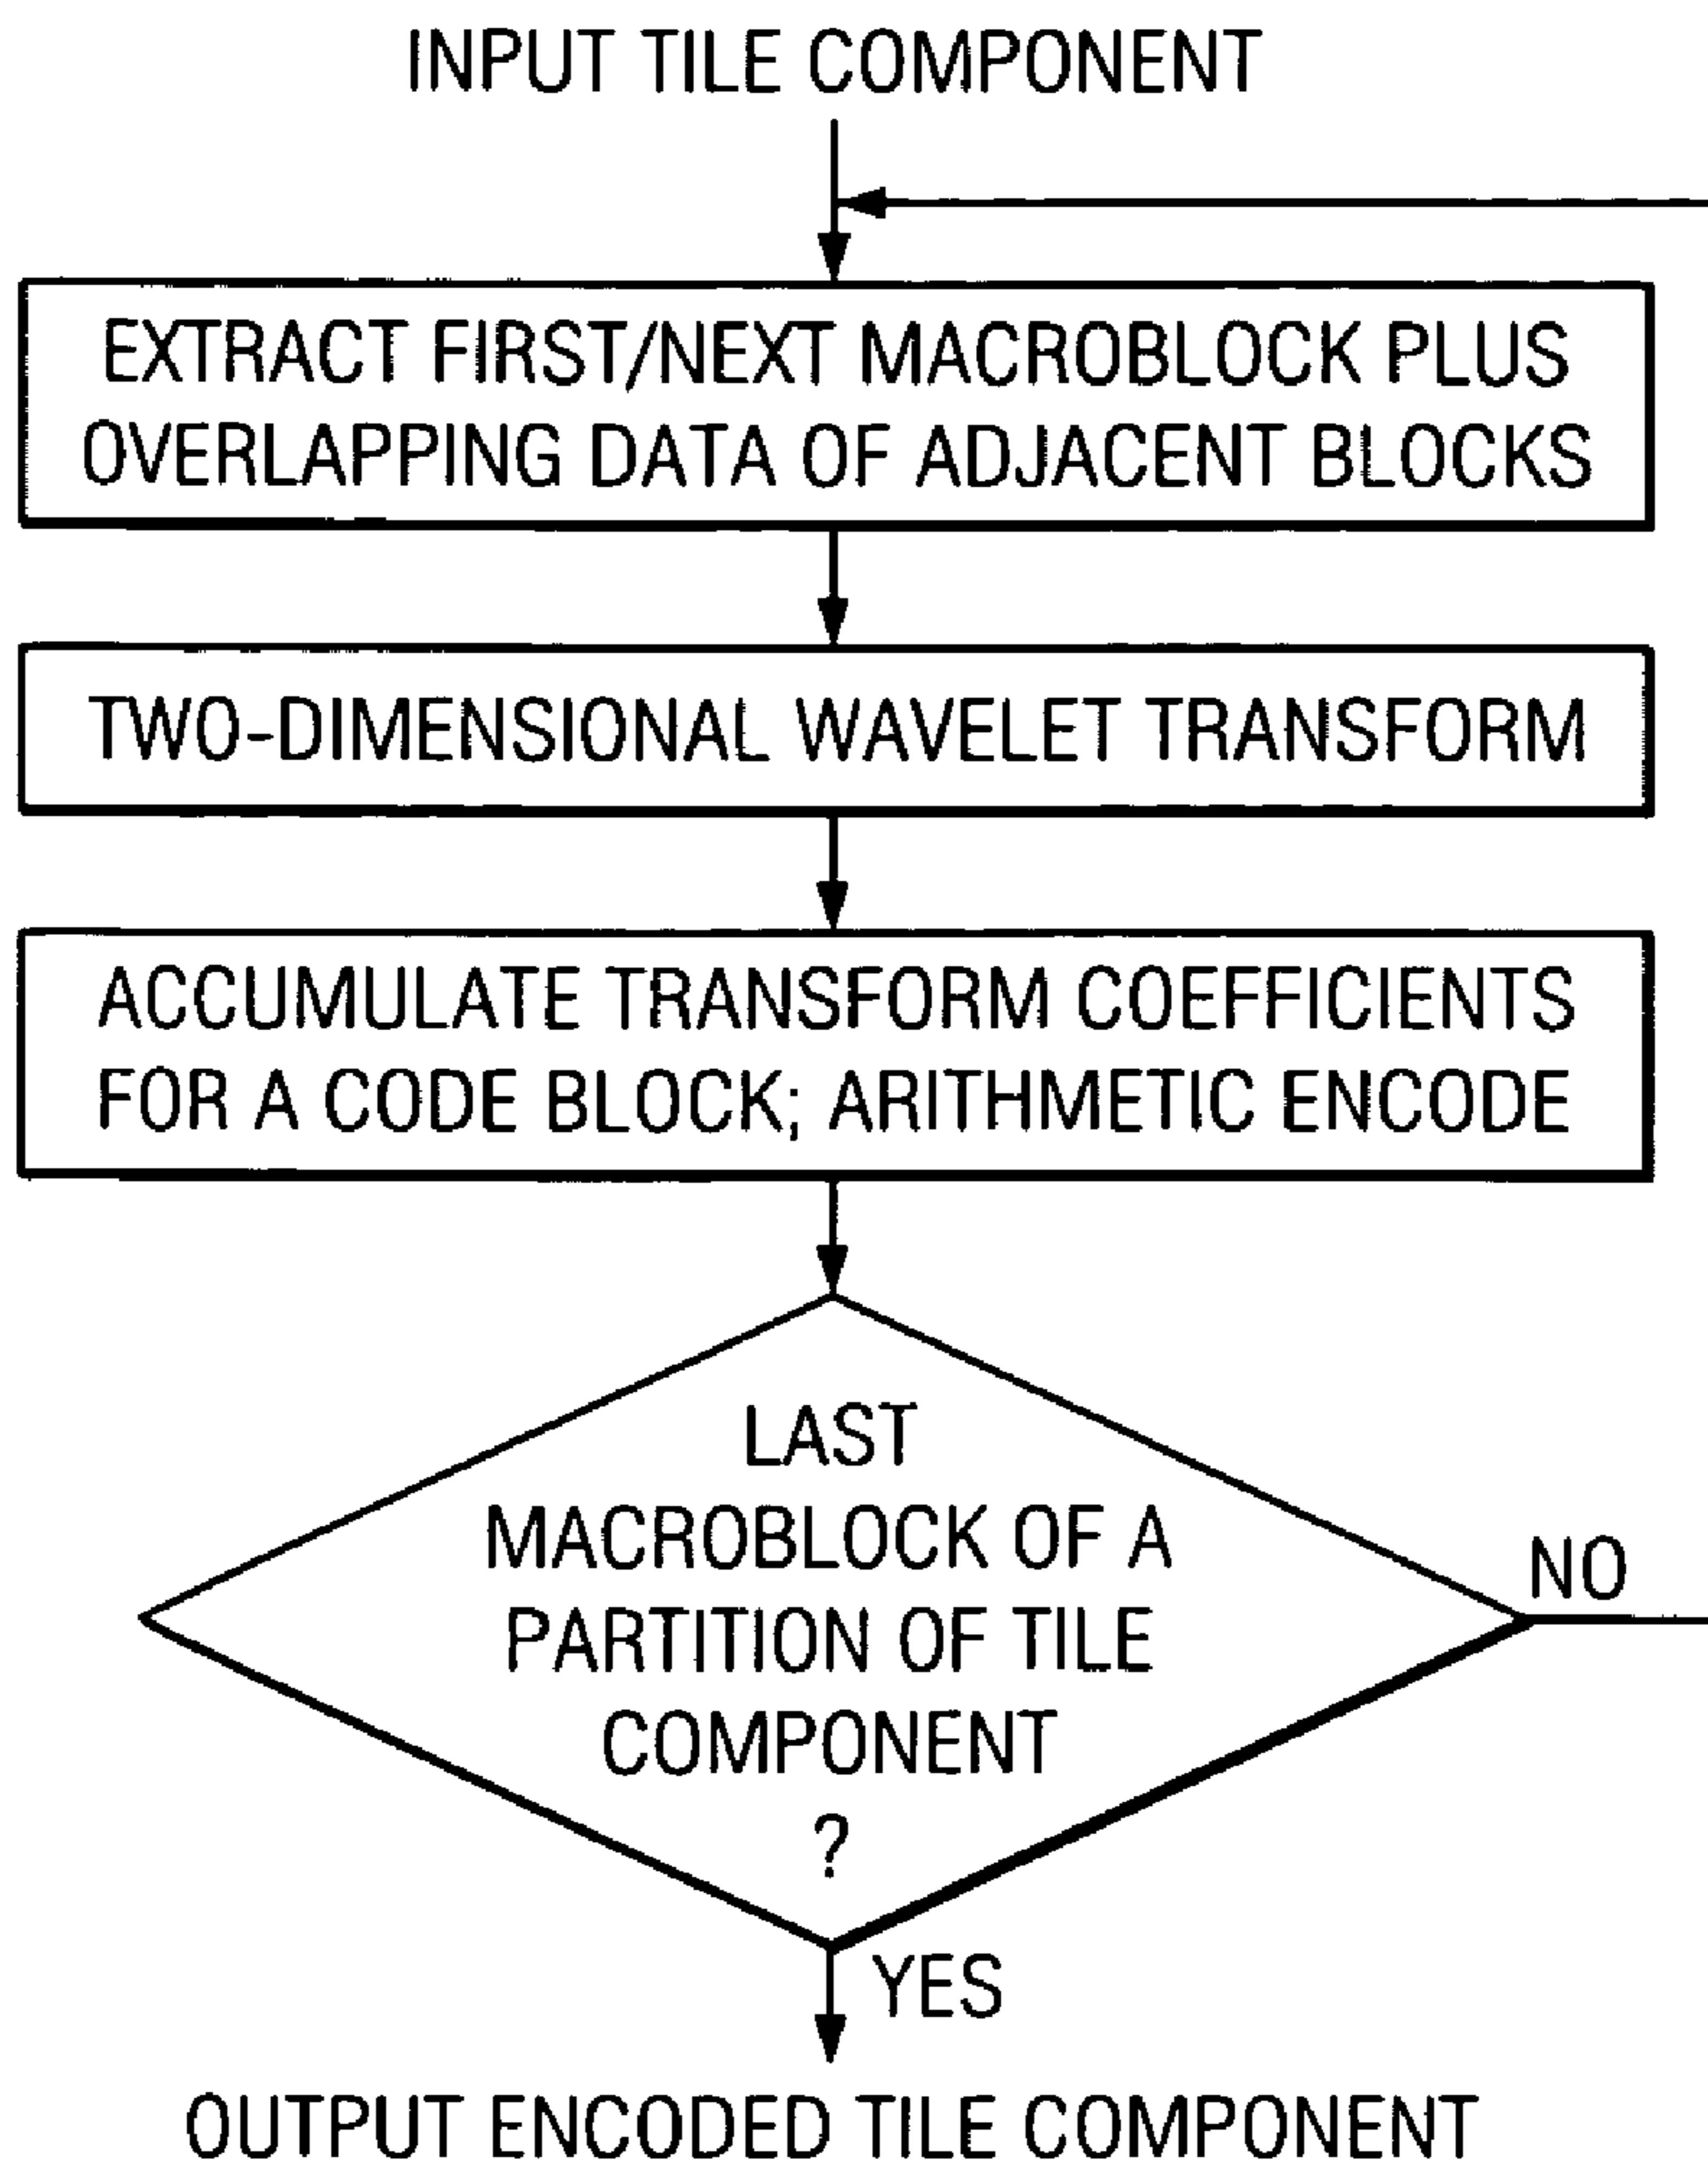 INPUT TILE COMPONENT
EXTRACT FIRST/NEXT MACROBLOCK PLUS
OVERLAPPING DATA OF ADJACENT BLOCKS
TWO-DIMENSIONAL WAVELET TRANSFORM
ACCUMULATE TRANSFORM COEFFICIENTS
FOR A CODE BLOCK; ARITHMETIC ENCODE
LAST
MACROBLOCK OF A
PARTITION OF TILE
COMPONENT
?
NO
YES
OUTPUT ENCODED TILE COMPONENT